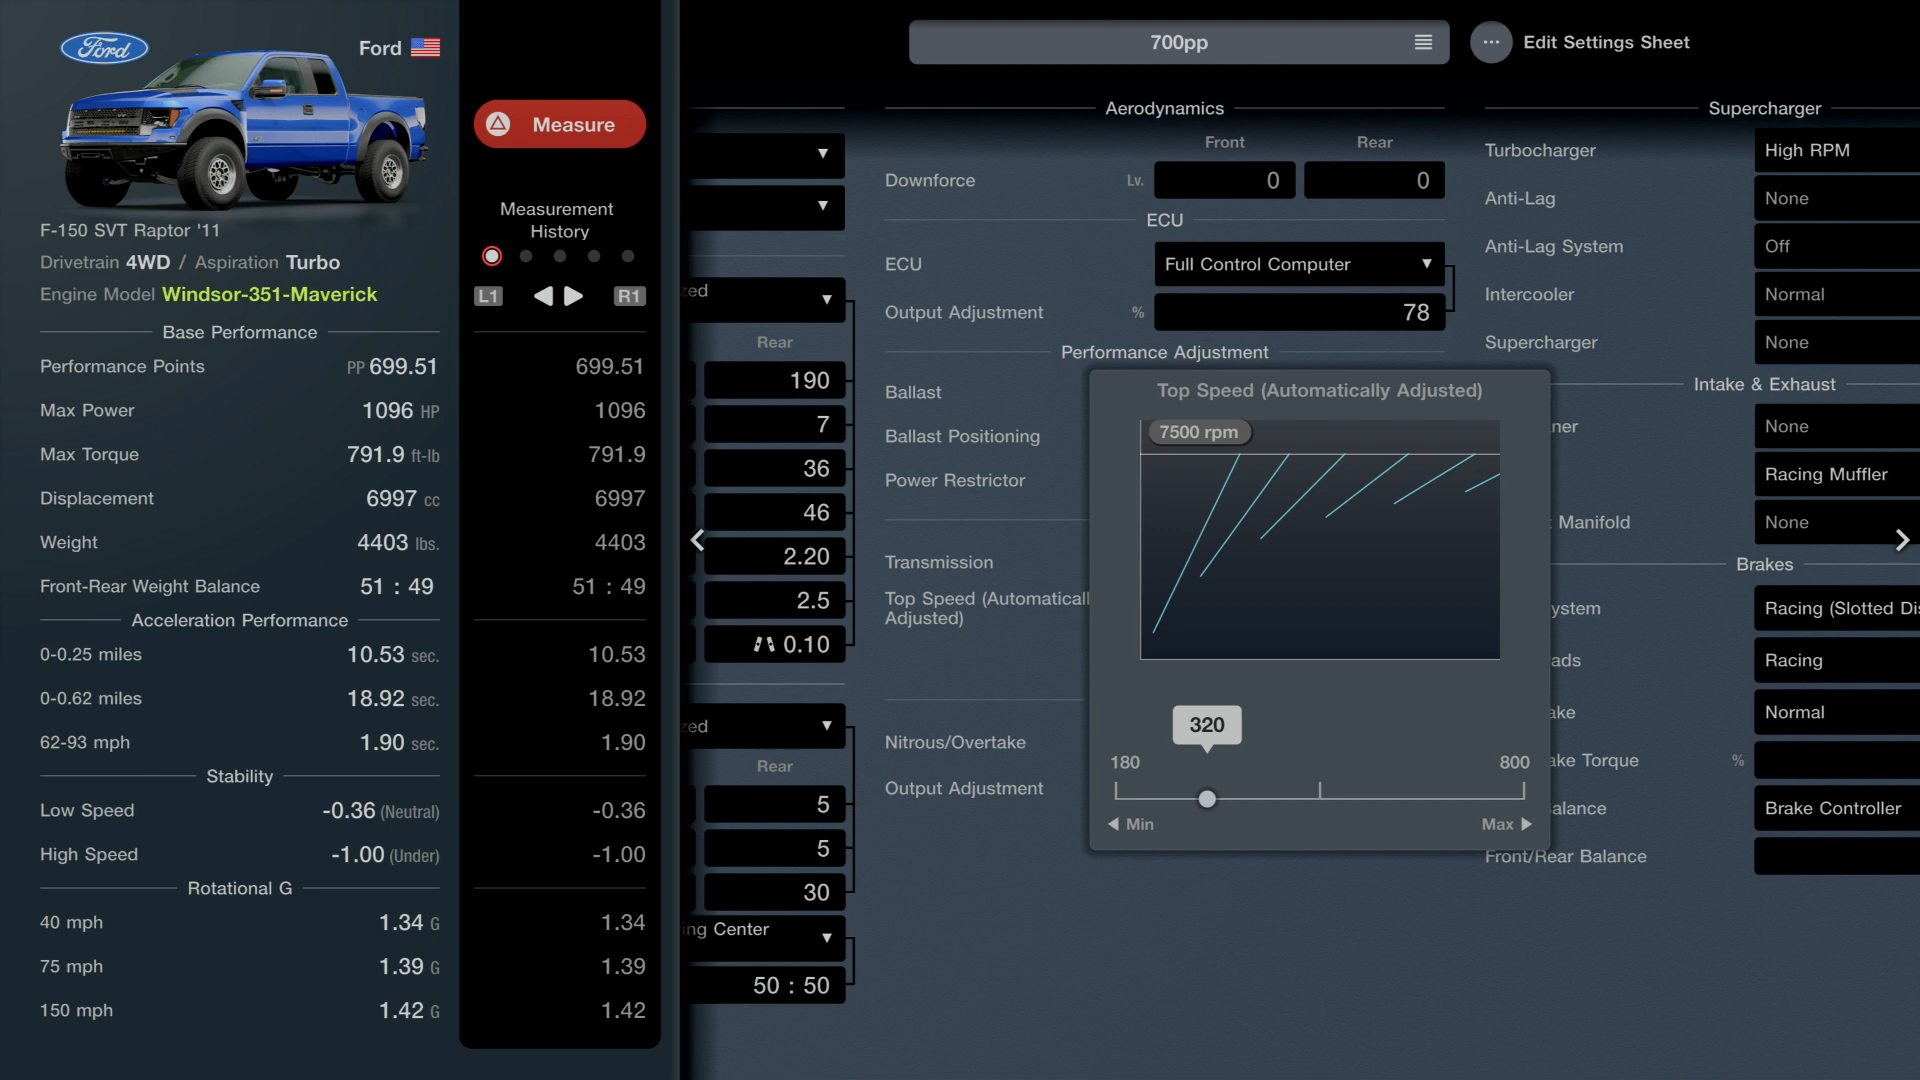 Ford
Ford
F-150 SVT Raptor '11
Drivetrain 4WD / Aspiration Turbo
Engine Model Windsor-351-Maverick
Base Performance
Performance Points PP 699.51
Max Power 1096 HP
Max Torque 791.9 ft-lb
Displacement 6997 cc
Weight 4403 lbs.
Front-Rear Weight Balance 51 : 49
Acceleration Performance
0-0.25 miles 10.53 sec.
0-0.62 miles 18.92 sec.
62-93 mph 1.90 sec.
Stability
Low Speed -0.36 (Neutral)
High Speed -1.00 (Under)
Rotational G
40 mph 1.34 G
75 mph 1.39 G
150 mph 1.42 G
Measure
Measurement
History
L1 R1
699.51
1096
791.9
6997
4403
51 : 49
10.53
18.92
1.90
-0.36
-1.00
1.34
1.39
1.42
700pp
Edit Settings Sheet
zed
Rear
190
7
36
46
2.20
2.5
0.10
zed
Rear
5
5
30
ing Center
50 : 50
Aerodynamics
Front Rear
Downforce Lv. 0 0
ECU
ECU Full Control Computer
Output Adjustment % 78
Performance Adjustment
Ballast
Ballast Positioning
Power Restrictor
Transmission
Top Speed (Automaticall
Adjusted)
Nitrous/Overtake
Output Adjustment
Top Speed (Automatically Adjusted)
7500 rpm
320
180 800
Min Max
Supercharger
Turbocharger High RPM
Anti-Lag None
Anti-Lag System Off
Intercooler Normal
Supercharger None
Intake & Exhaust
ner None
Racing Muffler
Manifold None
Brakes
ystem Racing (Slotted Dis
ads Racing
ake Normal
ake Torque %
alance Brake Controller
Front/Rear Balance